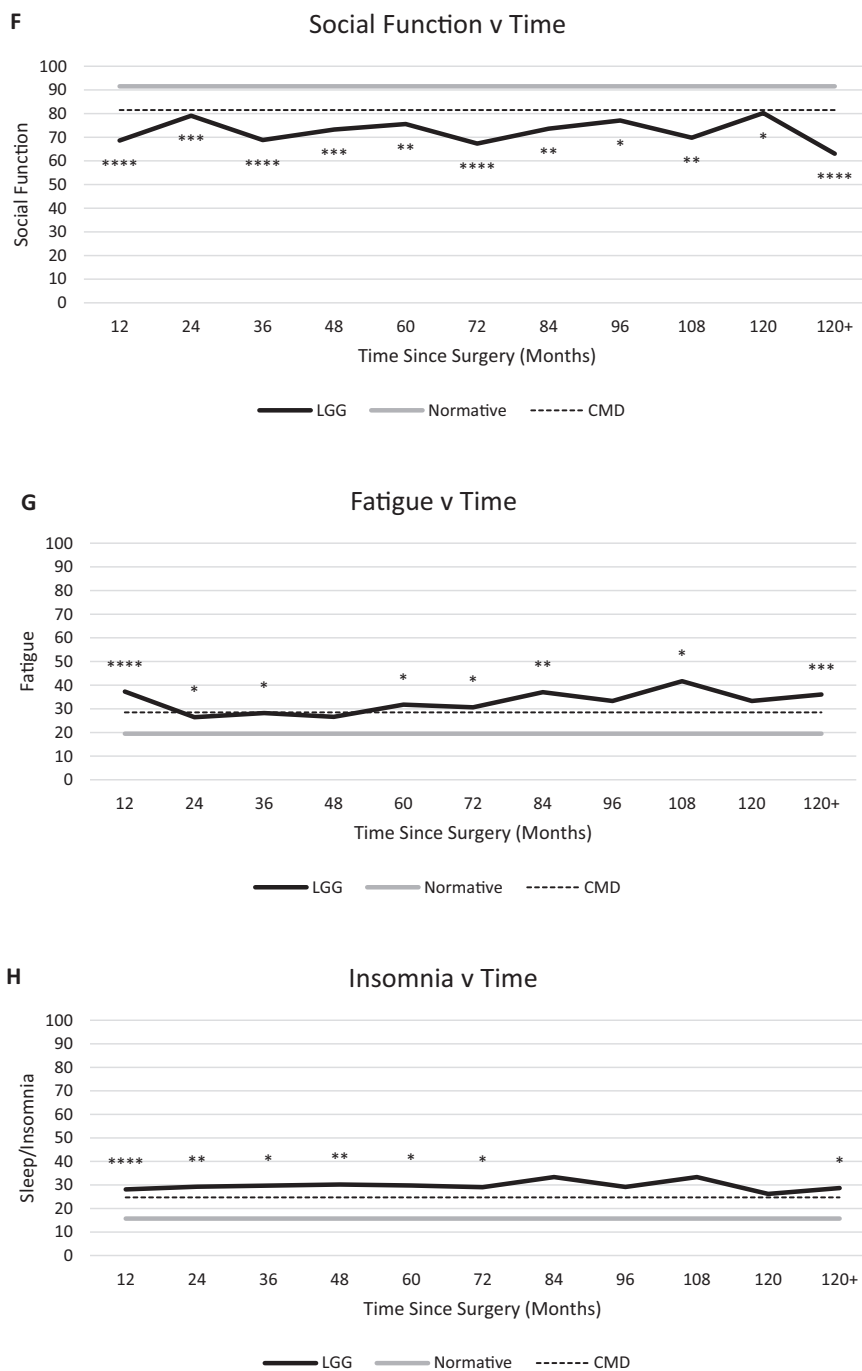 F
Social Function v Time
Social Function
100
90
80
70
60
50
40
30
20
10
0
**** *** **** *** ** **** ** * ** * ****
12 24 36 48 60 72 84 96 108 120 120+
Time Since Surgery (Months)
LGG Normative CMD
G
Fatigue v Time
Fatigue
100
90
80
70
60
50
40
30
20
10
0
**** * * * * ** * ***
12 24 36 48 60 72 84 96 108 120 120+
Time Since Surgery (Months)
LGG Normative CMD
H
Insomnia v Time
Sleep/Insomnia
100
90
80
70
60
50
40
30
20
10
0
**** ** * ** * * *
12 24 36 48 60 72 84 96 108 120 120+
Time Since Surgery (Months)
LGG Normative CMD